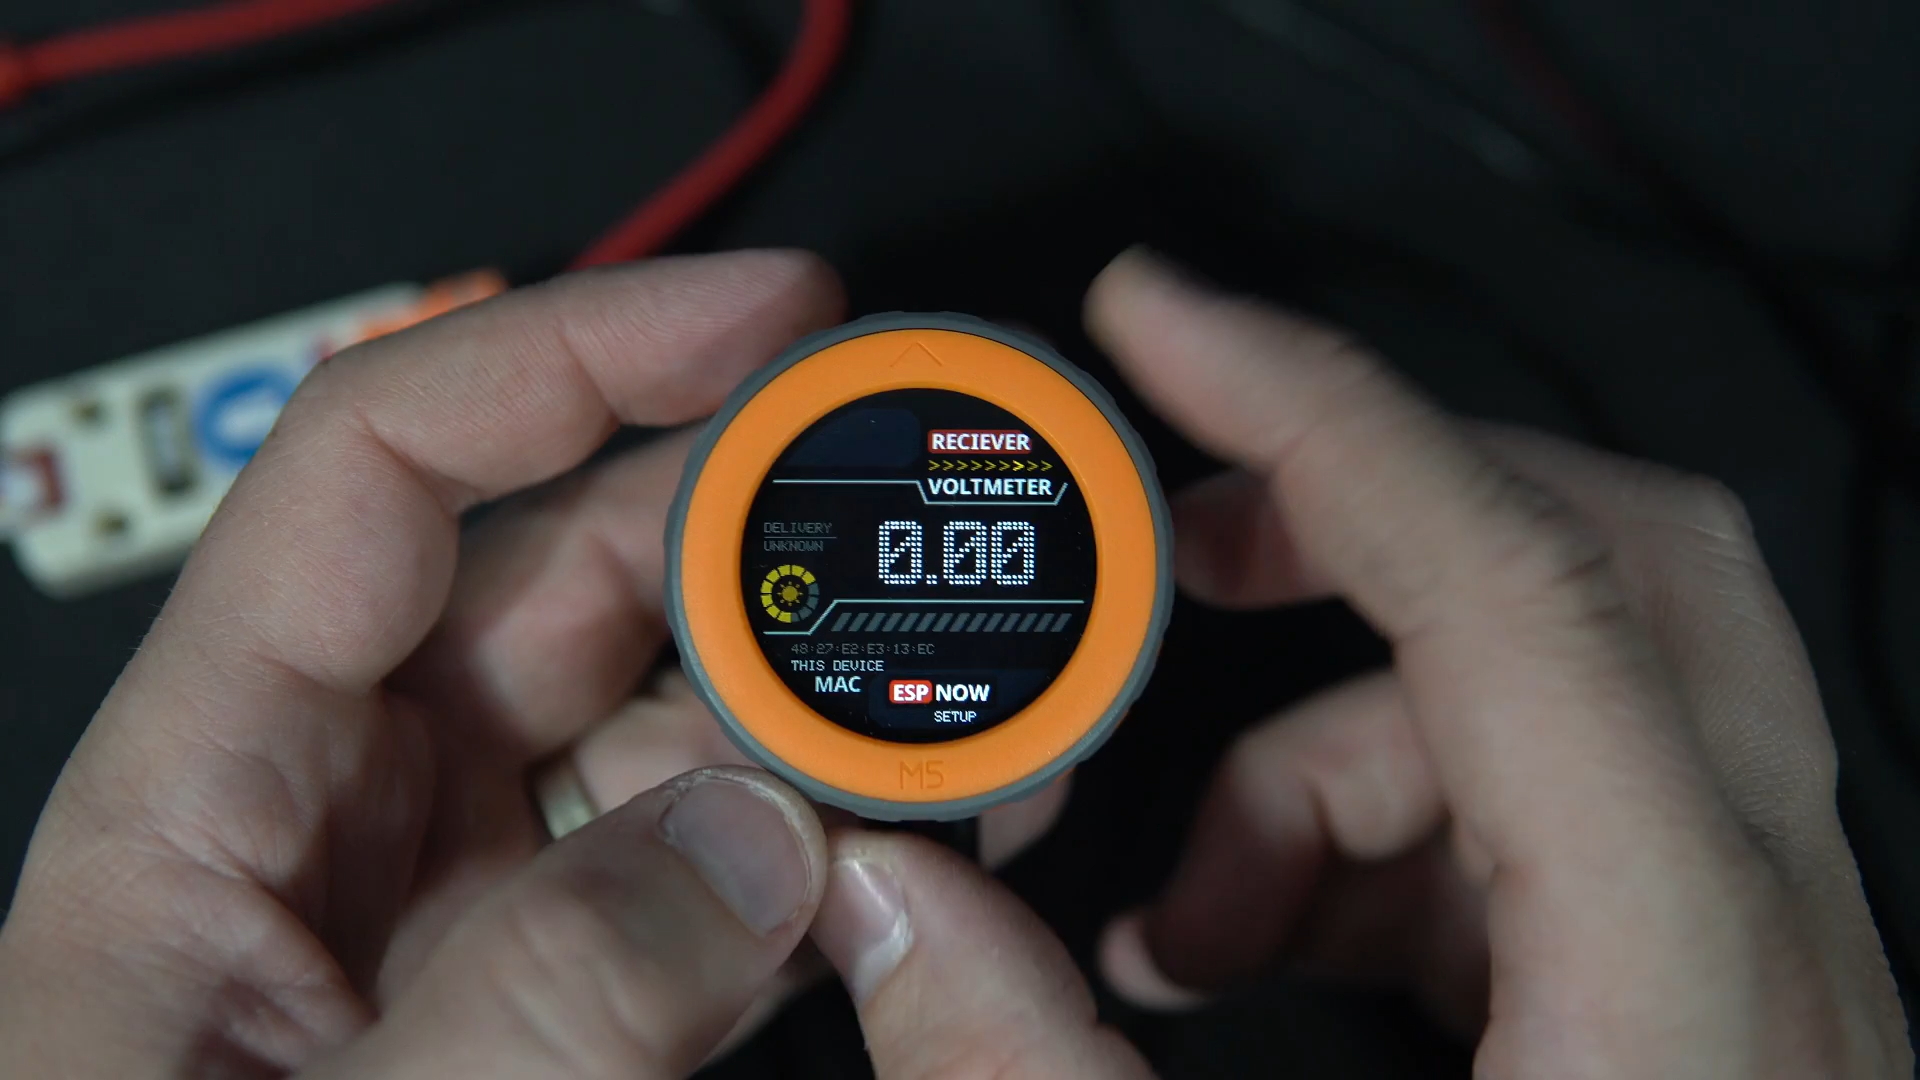 RECIEVER
>>>>>>>>>
VOLTMETER
DELIVERY
UNKNOWN
0.00
48:27:E2:E3:13:EC
THIS DEVICE
MAC
ESP NOW
SETUP
M5